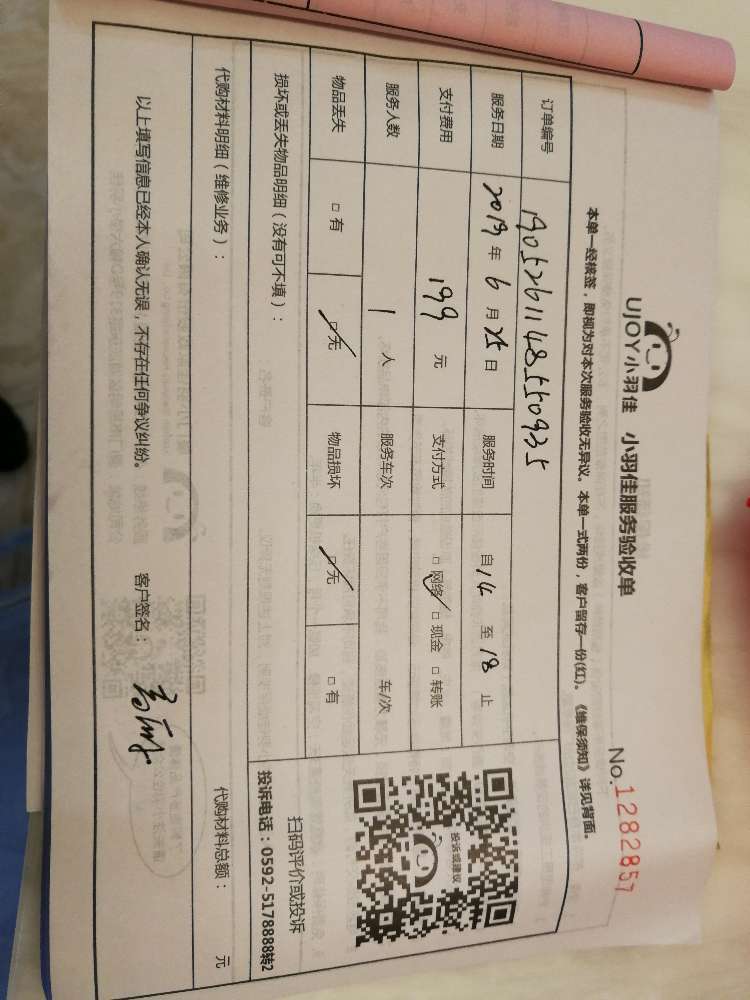 UJOY小羽佳 小羽佳服务验收单 No.1282857
本单一经核签，即视为对本次服务验收无异议。本单一式两份，客户留存一份(红)。《维保须知》详见背面。
订单编号 190526114855 0935
服务日期 2019年6月25日 服务时间 自14至18止
支付费用 199元 支付方式 □网络 □现金 □转账
服务人数 1人 服务车次 车/次
物品丢失 □有 □无 物品损坏 □无 □有
投诉或建议
扫码评价或投诉
投诉电话：0592-5178888转2
损坏或丢失物品明细（没有可不填）：
代购材料明细（维修业务）： 代购材料总额： 元
以上填写信息已经本人确认无误，不存在任何争议纠纷。 客户签名：